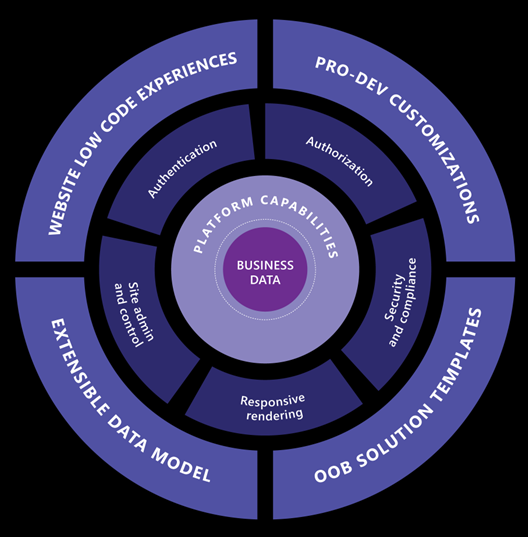 WEBSITE LOW CODE EXPERIENCES
PRO-DEV CUSTOMIZATIONS
Authentication
Authorization
PLATFORM CAPABILITIES
BUSINESS
DATA
Site admin
and control
Security
and compliance
Responsive
rendering
EXTENSIBLE DATA MODEL
OOB SOLUTION TEMPLATES